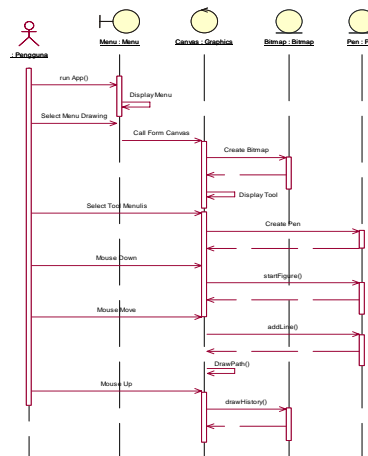 : Pengguna
Menu : Menu
Canvas : Graphics
Bitmap : Bitmap
Pen : P
run App()
DisplayMenu
Select Menu Drawing
Call Form Canvas
Create Bitmap
Display Tool
Select Tool Menulis
Create Pen
Mouse Down
startFigure()
Mouse Move
addLine()
DrawPath()
Mouse Up
drawHistory()